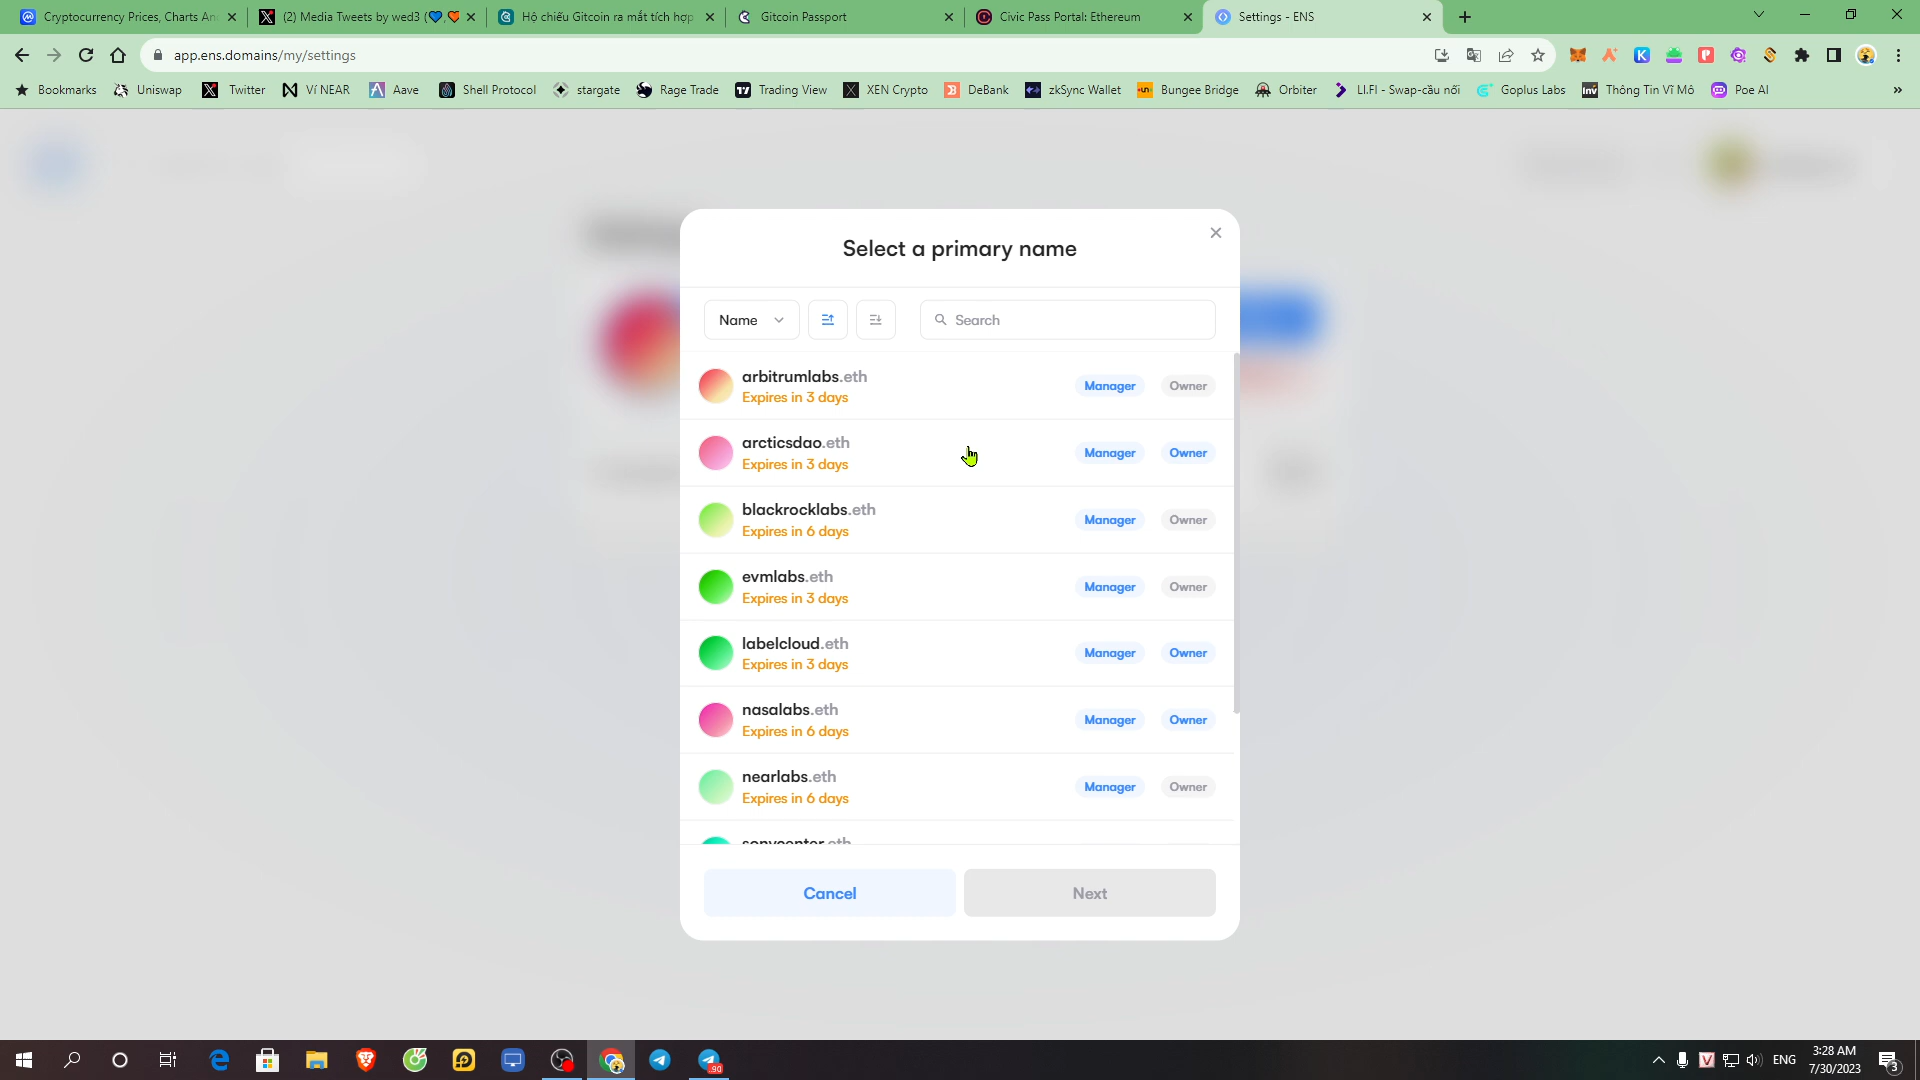 Cryptocurrency Prices, Charts An
(2) Media Tweets by wed3 (💙,🧡
Hộ chiếu Gitcoin ra mắt tích hợp
Gitcoin Passport
Civic Pass Portal: Ethereum
Settings - ENS
app.ens.domains/my/settings
Bookmarks
Uniswap
Twitter
Ví NEAR
Aave
Shell Protocol
stargate
Rage Trade
Trading View
XEN Crypto
DeBank
zkSync Wallet
Bungee Bridge
Orbiter
LI.FI - Swap-cầu nối
Goplus Labs
Thông Tin Vĩ Mô
Poe AI
Select a primary name
Name
Search
arbitrumlabs.eth
Expires in 3 days
Manager
Owner
arcticsdao.eth
Expires in 3 days
Manager
Owner
blackrocklabs.eth
Expires in 6 days
Manager
Owner
evmlabs.eth
Expires in 3 days
Manager
Owner
labelcloud.eth
Expires in 3 days
Manager
Owner
nasalabs.eth
Expires in 6 days
Manager
Owner
nearlabs.eth
Expires in 6 days
Manager
Owner
sonycenter.eth
Cancel
Next
ENG
3:28 AM
7/30/2023
3